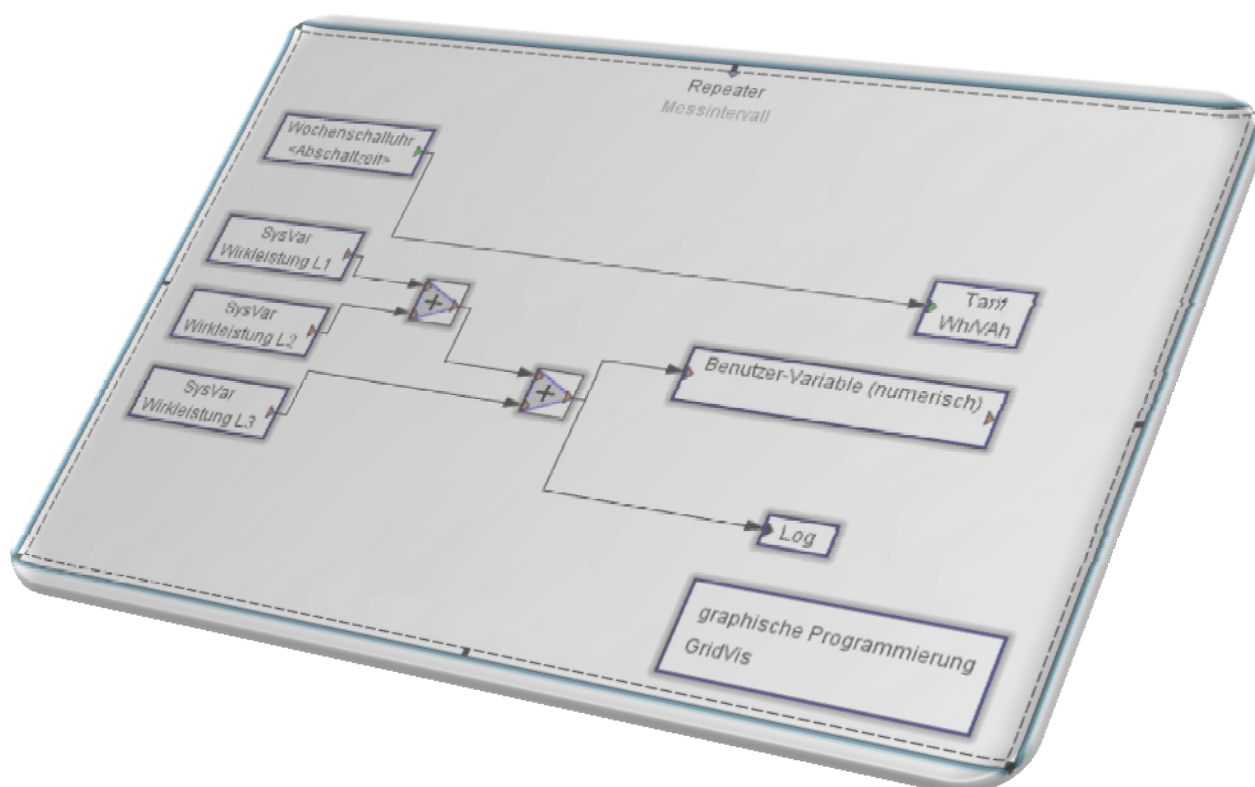 Repeater
Messintervall
Wochenschaltuhr
<Abschaltzeit>
SysVar
Wirkleistung L1
+
SysVar
Wirkleistung L2
SysVar
Wirkleistung L3
+
Tarif
Wh/VAh
Benutzer-Variable (numerisch)
Log
graphische Programmierung
GridVis